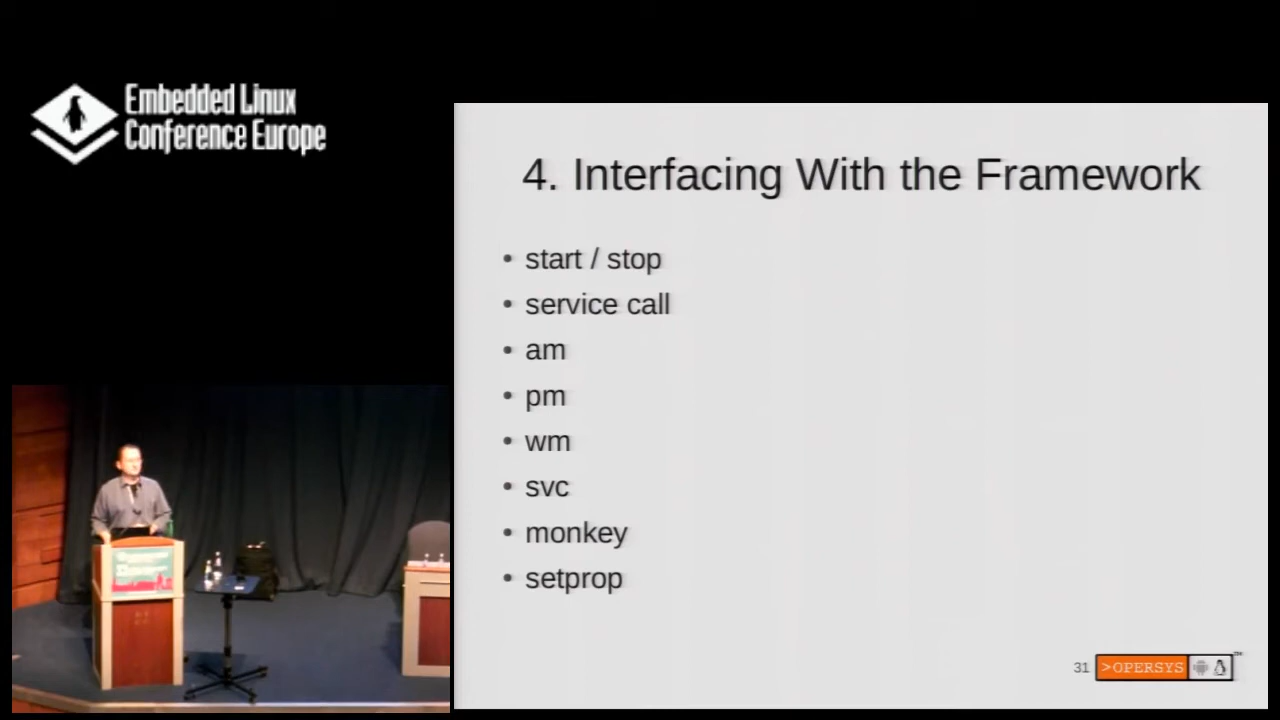 Embedded Linux
Conference Europe
4. Interfacing With the Framework
• start / stop
• service call
• am
• pm
• wm
• svc
• monkey
• setprop
31
>OPERSYS
™